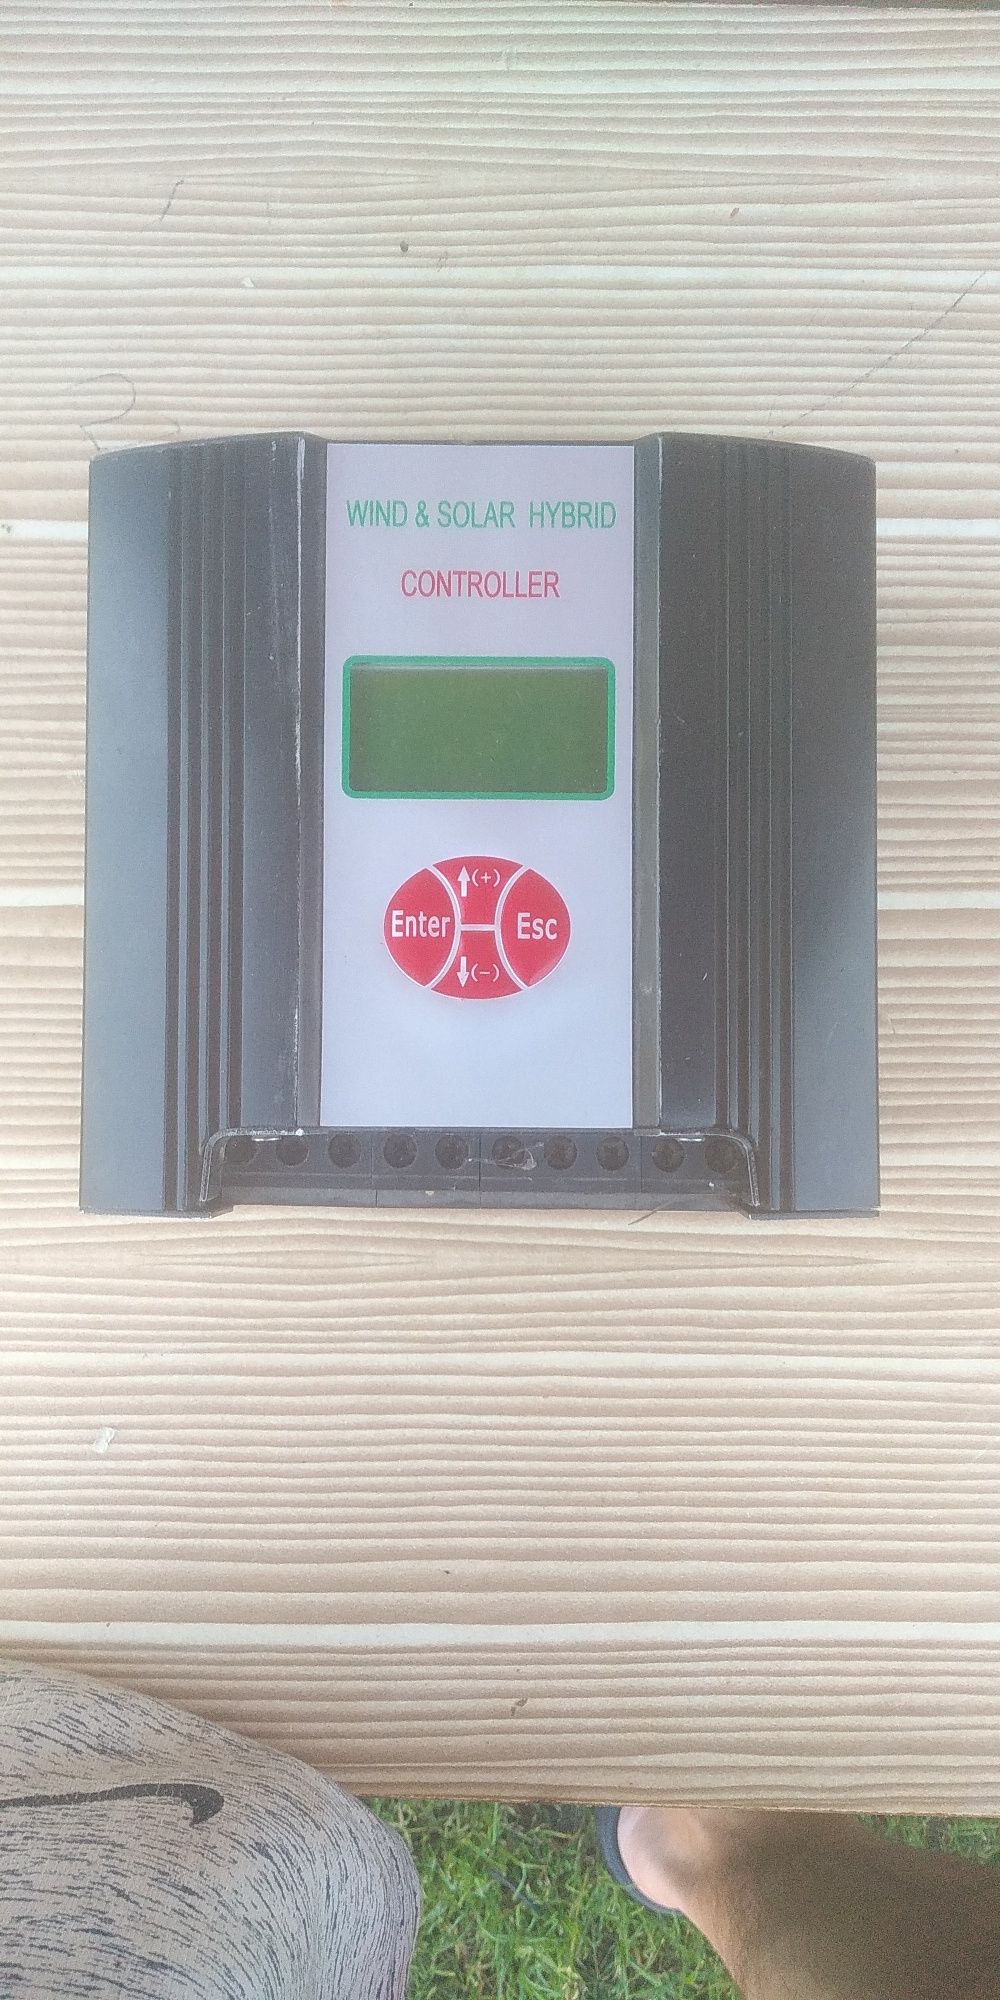 WIND & SOLAR HYBRID
CONTROLLER
↑(+)
Enter Esc
↓(-)